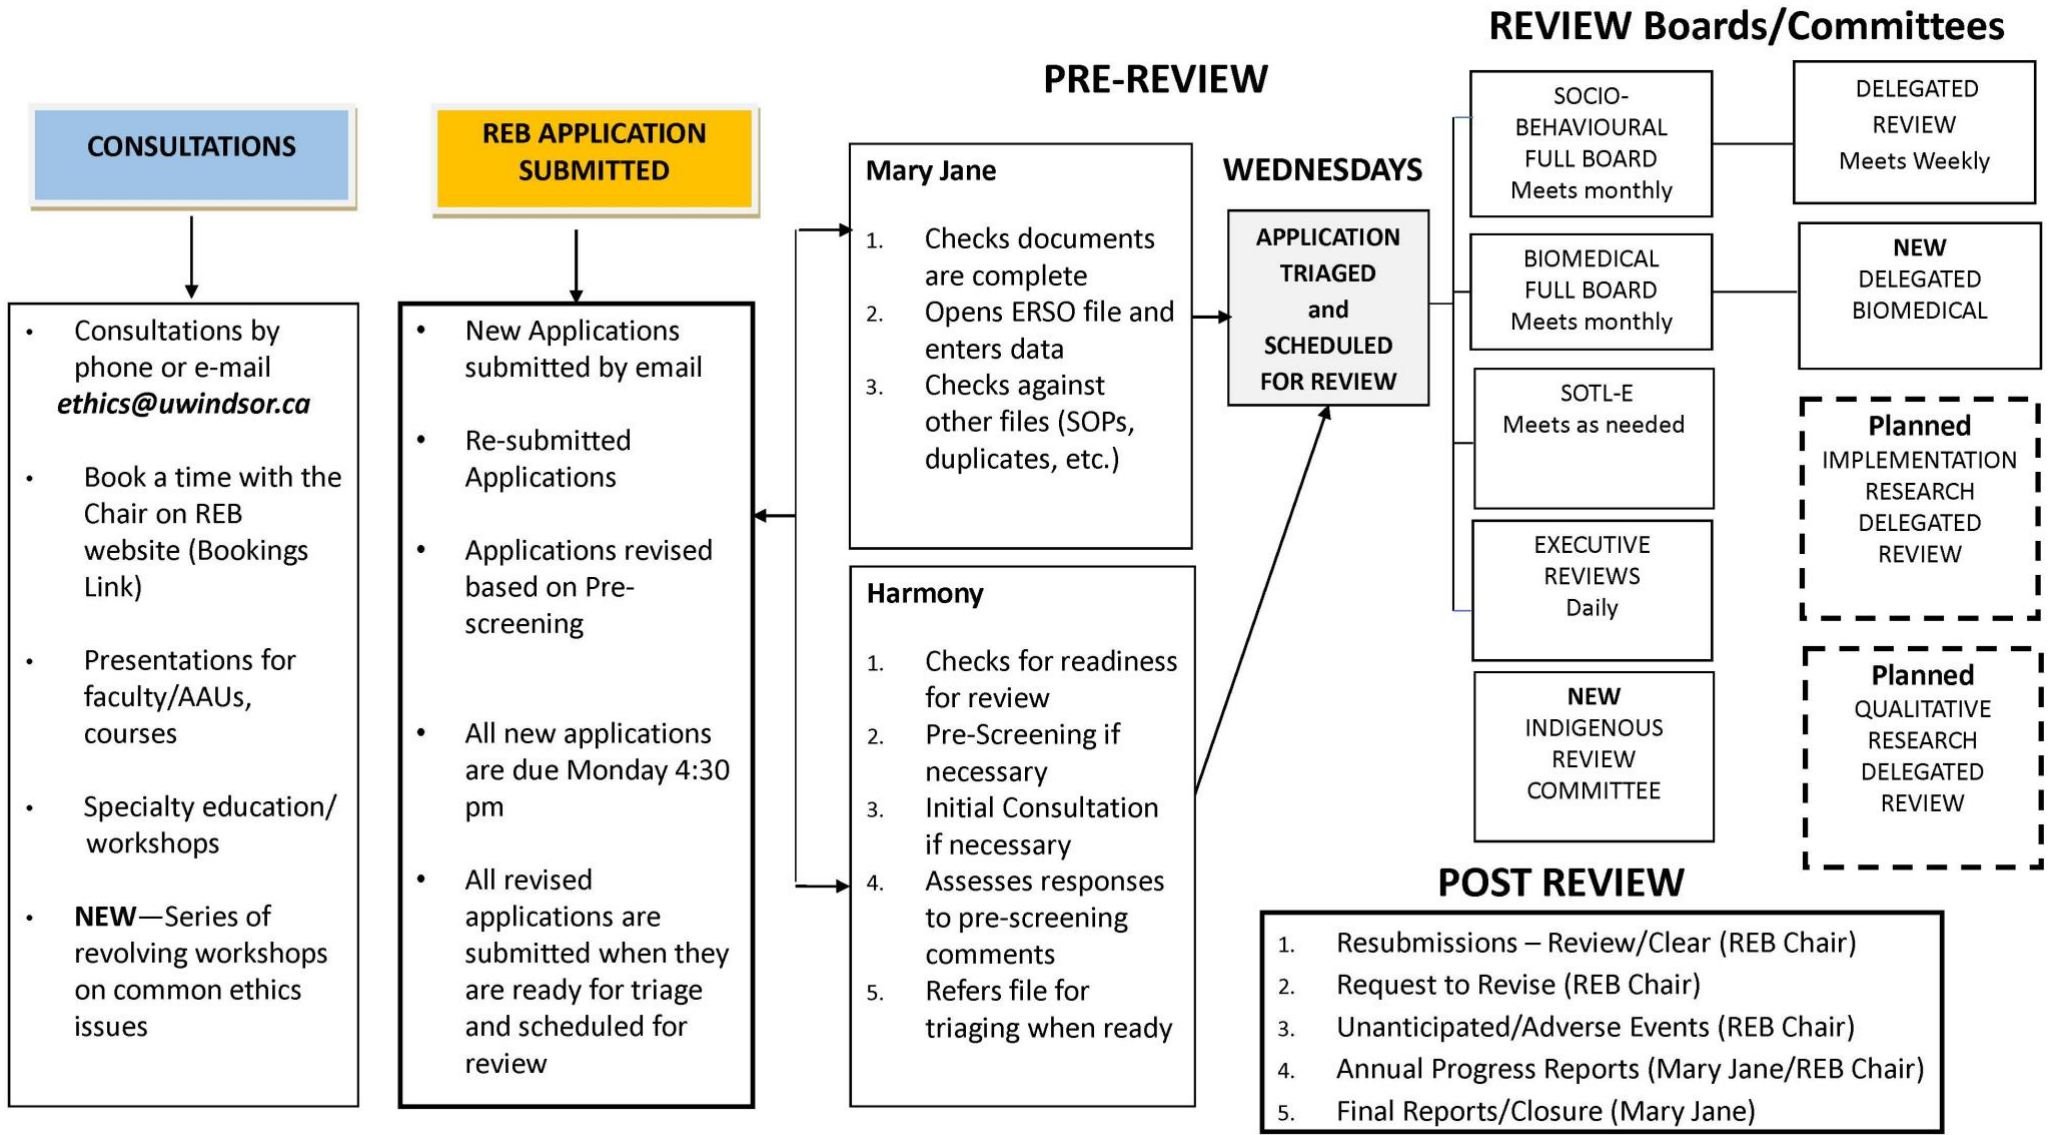 CONSULTATIONS
• Consultations by
phone or e-mail
ethics@uwindsor.ca
• Book a time with the
Chair on REB
website (Bookings
Link)
• Presentations for
faculty/AAUs,
courses
• Specialty education/
workshops
• NEW—Series of
revolving workshops
on common ethics
issues
REB APPLICATION
SUBMITTED
• New Applications
submitted by email
• Re-submitted
Applications
• Applications revised
based on Pre-
screening
• All new applications
are due Monday 4:30
pm
• All revised
applications are
submitted when they
are ready for triage
and scheduled for
review
PRE-REVIEW
Mary Jane
1. Checks documents
are complete
2. Opens ERSO file and
enters data
3. Checks against
other files (SOPs,
duplicates, etc.)
Harmony
1. Checks for readiness
for review
2. Pre-Screening if
necessary
3. Initial Consultation
if necessary
4. Assesses responses
to pre-screening
comments
5. Refers file for
triaging when ready
WEDNESDAYS
APPLICATION
TRIAGED
and
SCHEDULED
FOR REVIEW
REVIEW Boards/Committees
SOCIO-
BEHAVIOURAL
FULL BOARD
Meets monthly
DELEGATED
REVIEW
Meets Weekly
BIOMEDICAL
FULL BOARD
Meets monthly
NEW
DELEGATED
BIOMEDICAL
SOTL-E
Meets as needed
EXECUTIVE
REVIEWS
Daily
NEW
INDIGENOUS
REVIEW
COMMITTEE
Planned
IMPLEMENTATION
RESEARCH
DELEGATED
REVIEW
Planned
QUALITATIVE
RESEARCH
DELEGATED
REVIEW
POST REVIEW
1. Resubmissions – Review/Clear (REB Chair)
2. Request to Revise (REB Chair)
3. Unanticipated/Adverse Events (REB Chair)
4. Annual Progress Reports (Mary Jane/REB Chair)
5. Final Reports/Closure (Mary Jane)